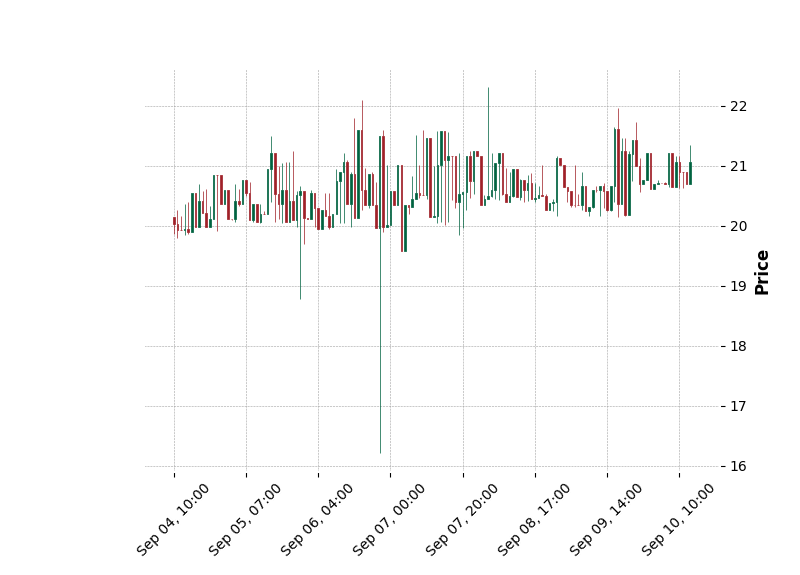 22
21
20
19
18
17
16
Price
Sep 04, 10:00
Sep 05, 07:00
Sep 06, 04:00
Sep 07, 00:00
Sep 07, 20:00
Sep 08, 17:00
Sep 09, 14:00
Sep 10, 10:00